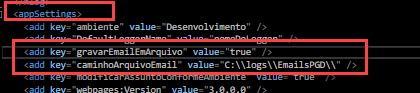 <appSettings>
<add key="ambiente" value="Desenvolvimento" />
<add key="DefaultLoggerName" value="nomeDoLogger" />
<add key="gravarEmailEmArquivo" value="true" />
<add key="caminhoArquivoEmail" value="C:\\logs\\EmailsPGD\\" />
<add key="modificarAssuntoConformeAmbiente" value="true" />
<add key="webpages:Version" value="3.0.0.0" />